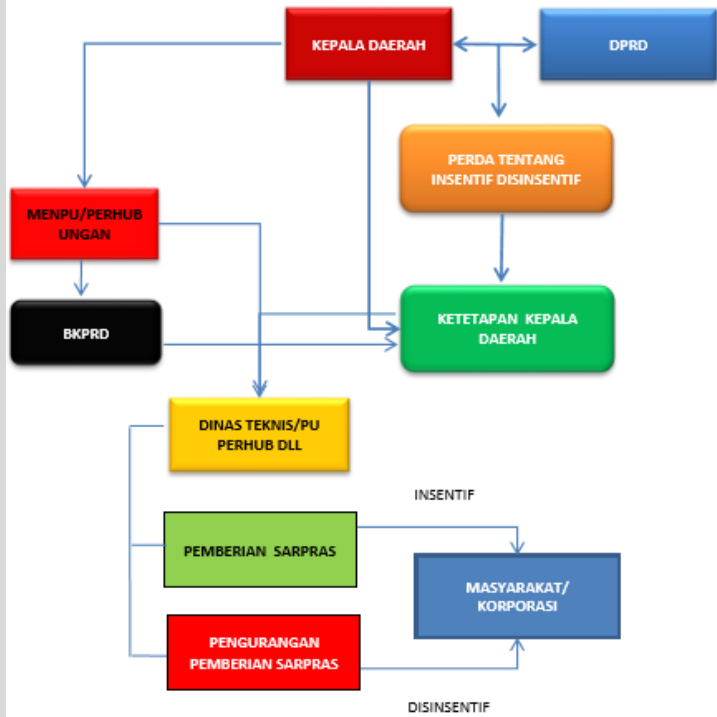 KEPALA DAERAH
DPRD
PERDA TENTANG
INSENTIF DISINSENTIF
MENPU/PERHUB
UNGAN
BKPRD
KETETAPAN KEPALA
DAERAH
DINAS TEKNIS/PU
PERHUB DLL
INSENTIF
PEMBERIAN SARPRAS
MASYARAKAT/
KORPORASI
PENGURANGAN
PEMBERIAN SARPRAS
DISINSENTIF